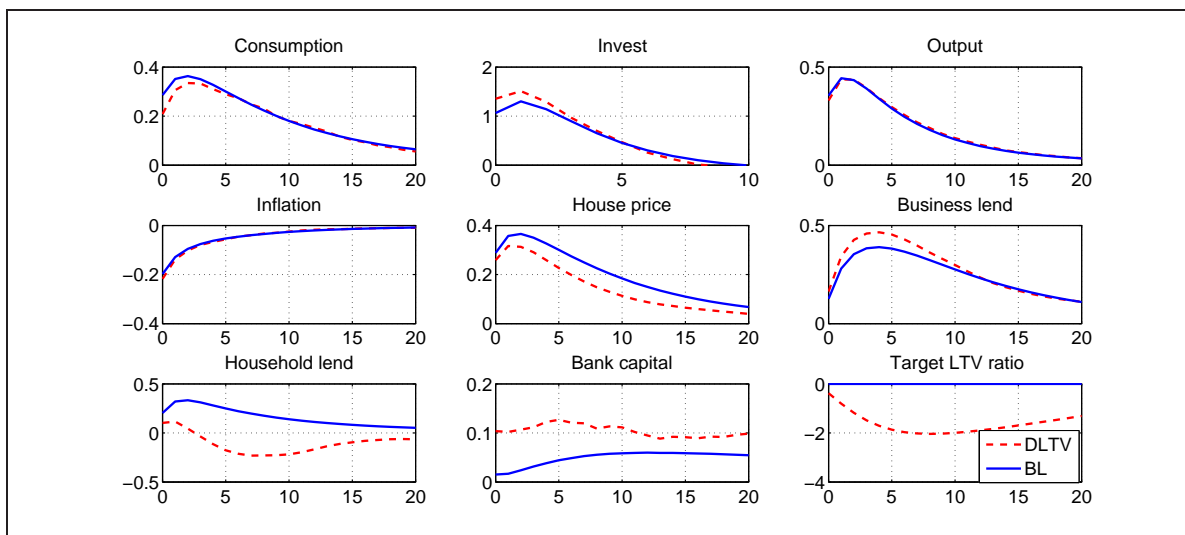 Consumption
0.4
0.2
0
0 5 10 15 20
Invest
2
1
0
0 5 10
Output
0.5
0
0 5 10 15 20
Inflation
0
−0.2
−0.4
0 5 10 15 20
House price
0.4
0.2
0
0 5 10 15 20
Business lend
0.5
0
0 5 10 15 20
Household lend
0.5
0
−0.5
0 5 10 15 20
Bank capital
0.2
0.1
0
0 5 10 15 20
Target LTV ratio
0
−2
−4
0 5 10 15 20
DLTV
BL